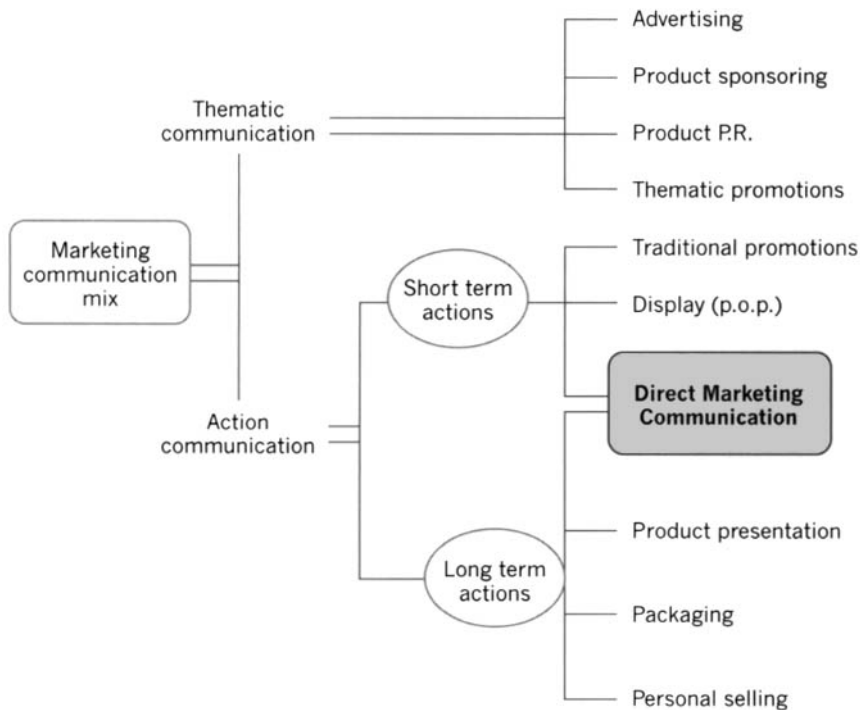 Advertising
Product sponsoring
Thematic
communication
Product P.R.
Thematic promotions
Marketing
communication
mix
Traditional promotions
Short term
actions
Display (p.o.p.)
Direct Marketing
Communication
Action
communication
Product presentation
Long term
actions
Packaging
Personal selling